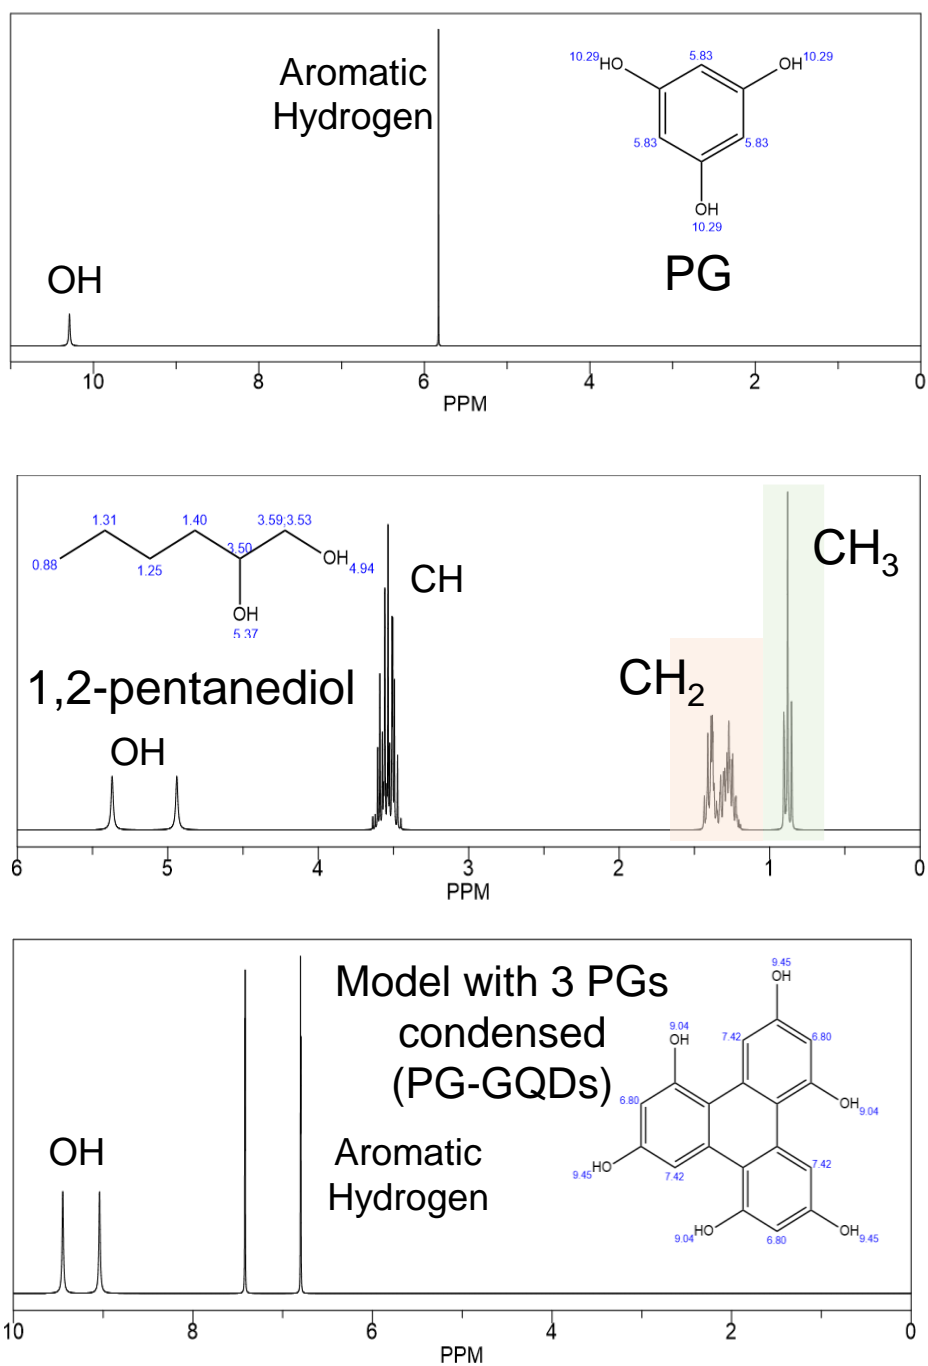 Aromatic
Hydrogen
10.29 HO
5.83
OH 10.29
5.83
5.83
OH
10.29
PG
OH
10 8 6 4 2 0
PPM
1.31
1.40
3.59;3.53
0.88
1.25
3.50
OH 4.94
OH
5.37
CH
CH3
CH2
1,2-pentanediol
OH
6 5 4 3 2 1 0
PPM
Model with 3 PGs
condensed
(PG-GQDs)
9.45
OH
9.04
OH
7.42
6.80
6.80
OH 9.04
9.45 HO
7.42
7.42
9.04 HO
6.80
OH 9.45
OH
Aromatic
Hydrogen
10 8 6 4 2 0
PPM